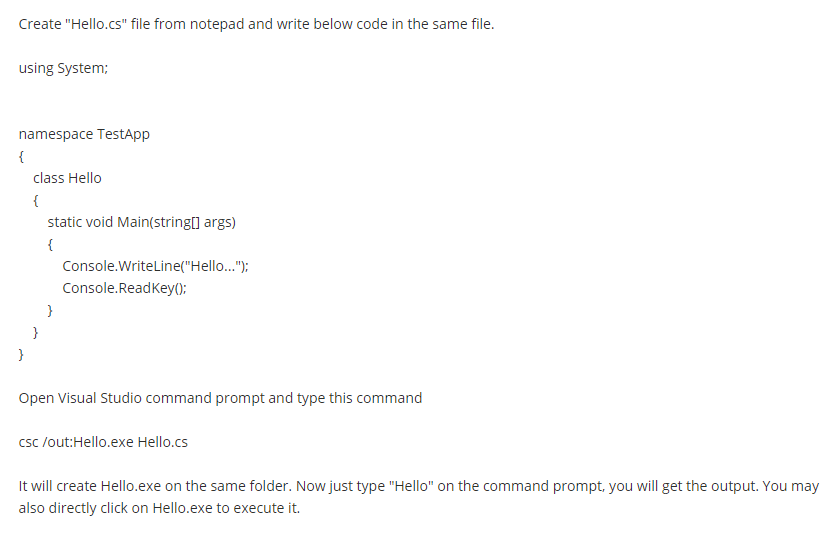 Create "Hello.cs" file from notepad and write below code in the same file.
using System;
namespace TestApp
{
class Hello
{
static void Main(string[] args)
{
Console.WriteLine("Hello...");
Console.ReadKey();
}
}
}
Open Visual Studio command prompt and type this command
csc /out:Hello.exe Hello.cs
It will create Hello.exe on the same folder. Now just type "Hello" on the command prompt, you will get the output. You may
also directly click on Hello.exe to execute it.